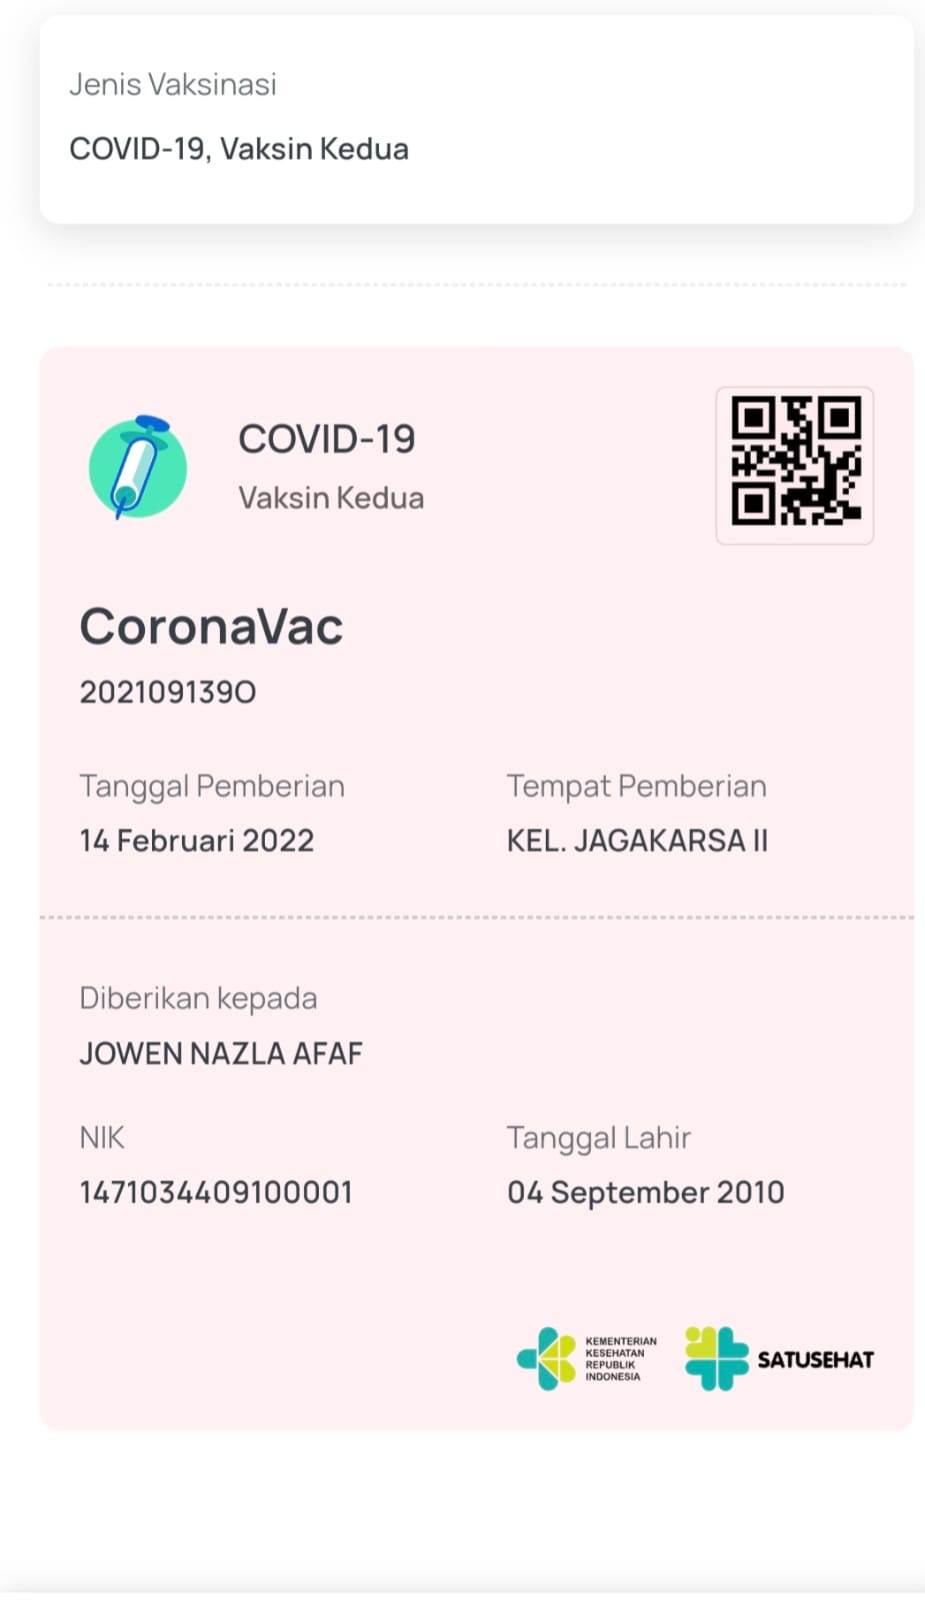 Jenis Vaksinasi
COVID-19, Vaksin Kedua
COVID-19
Vaksin Kedua
CoronaVac
202109139O
Tanggal Pemberian
14 Februari 2022
Tempat Pemberian
KEL. JAGAKARSA II
Diberikan kepada
JOWEN NAZLA AFAF
NIK
1471034409100001
Tanggal Lahir
04 September 2010
KEMENTERIAN
KESEHATAN
REPUBLIK
INDONESIA
SATUSEHAT